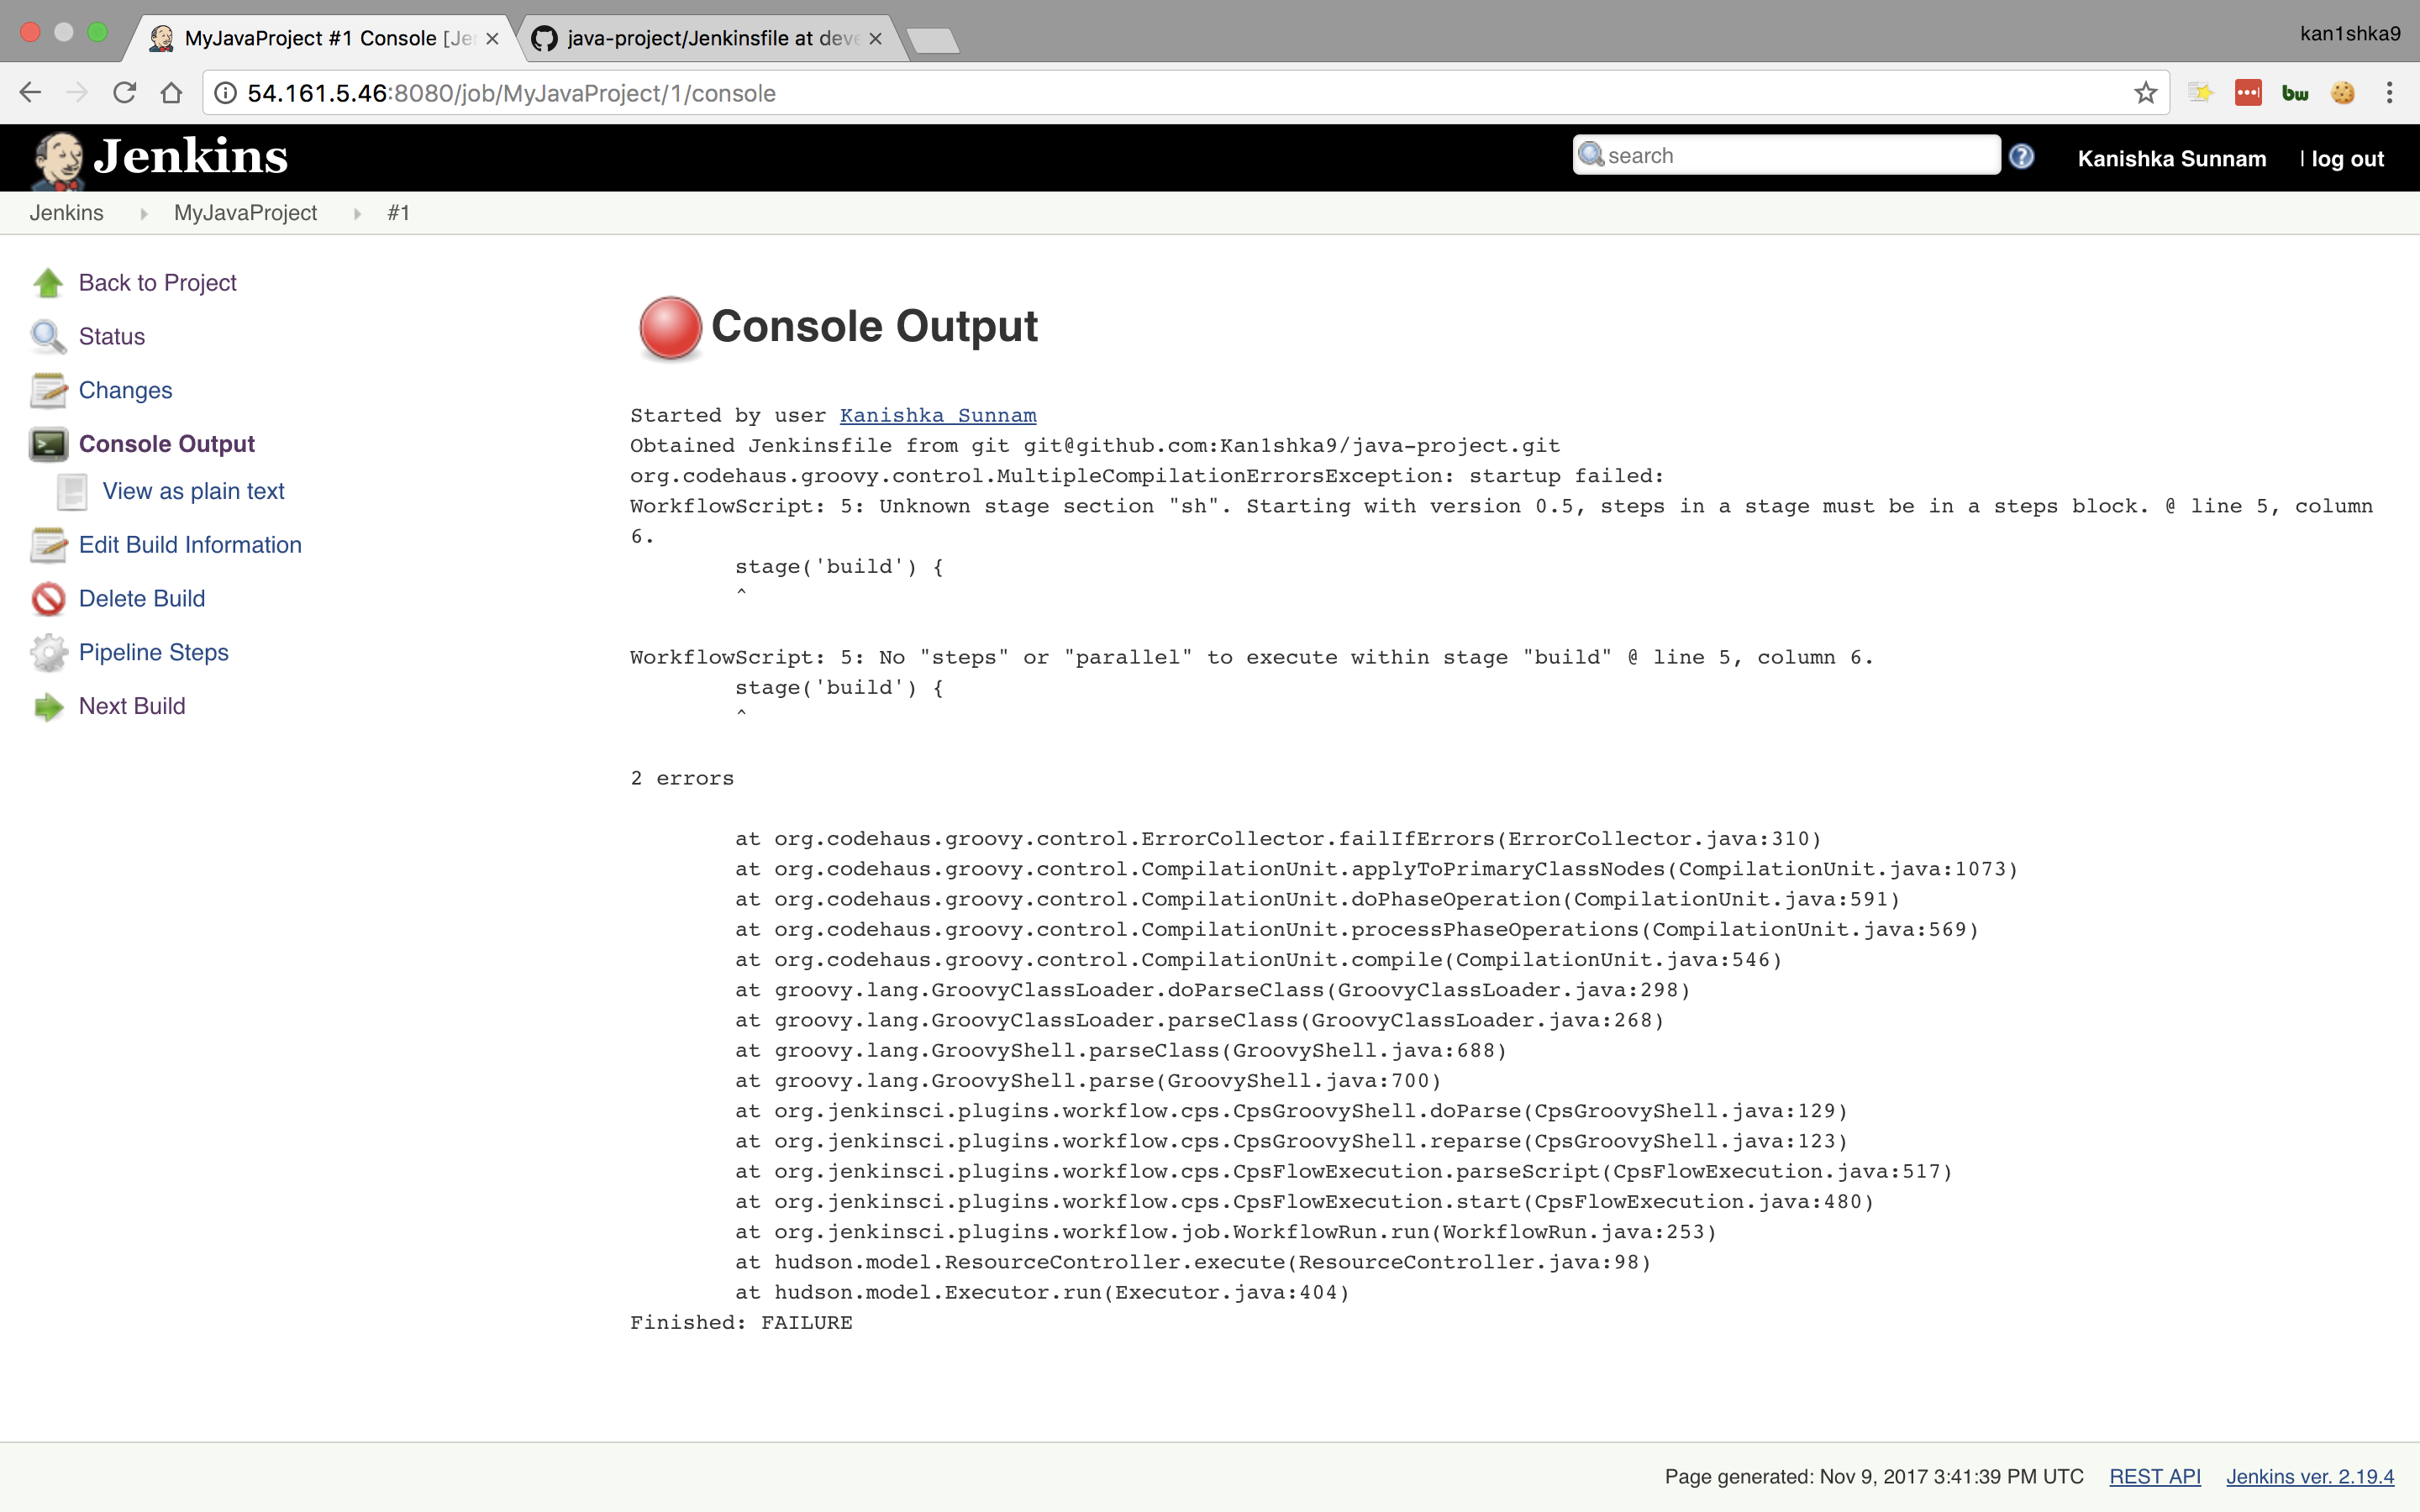 MyJavaProject #1 Console [Je
java-project/Jenkinsfile at deve
kan1shka9
54.161.5.46:8080/job/MyJavaProject/1/console
bw
Jenkins
search
?
Kanishka Sunnam
| log out
Jenkins
MyJavaProject
#1
Back to Project
Status
Changes
Console Output
View as plain text
Edit Build Information
Delete Build
Pipeline Steps
Next Build
Console Output
Started by user Kanishka Sunnam
Obtained Jenkinsfile from git git@github.com:Kan1shka9/java-project.git
org.codehaus.groovy.control.MultipleCompilationErrorsException: startup failed:
WorkflowScript: 5: Unknown stage section "sh". Starting with version 0.5, steps in a stage must be in a steps block. @ line 5, column
6.
stage('build') {
^
WorkflowScript: 5: No "steps" or "parallel" to execute within stage "build" @ line 5, column 6.
stage('build') {
^
2 errors
at org.codehaus.groovy.control.ErrorCollector.failIfErrors(ErrorCollector.java:310)
at org.codehaus.groovy.control.CompilationUnit.applyToPrimaryClassNodes(CompilationUnit.java:1073)
at org.codehaus.groovy.control.CompilationUnit.doPhaseOperation(CompilationUnit.java:591)
at org.codehaus.groovy.control.CompilationUnit.processPhaseOperations(CompilationUnit.java:569)
at org.codehaus.groovy.control.CompilationUnit.compile(CompilationUnit.java:546)
at groovy.lang.GroovyClassLoader.doParseClass(GroovyClassLoader.java:298)
at groovy.lang.GroovyClassLoader.parseClass(GroovyClassLoader.java:268)
at groovy.lang.GroovyShell.parseClass(GroovyShell.java:688)
at groovy.lang.GroovyShell.parse(GroovyShell.java:700)
at org.jenkinsci.plugins.workflow.cps.CpsGroovyShell.doParse(CpsGroovyShell.java:129)
at org.jenkinsci.plugins.workflow.cps.CpsGroovyShell.reparse(CpsGroovyShell.java:123)
at org.jenkinsci.plugins.workflow.cps.CpsFlowExecution.parseScript(CpsFlowExecution.java:517)
at org.jenkinsci.plugins.workflow.cps.CpsFlowExecution.start(CpsFlowExecution.java:480)
at org.jenkinsci.plugins.workflow.job.WorkflowRun.run(WorkflowRun.java:253)
at hudson.model.ResourceController.execute(ResourceController.java:98)
at hudson.model.Executor.run(Executor.java:404)
Finished: FAILURE
Page generated: Nov 9, 2017 3:41:39 PM UTC
REST API
Jenkins ver. 2.19.4